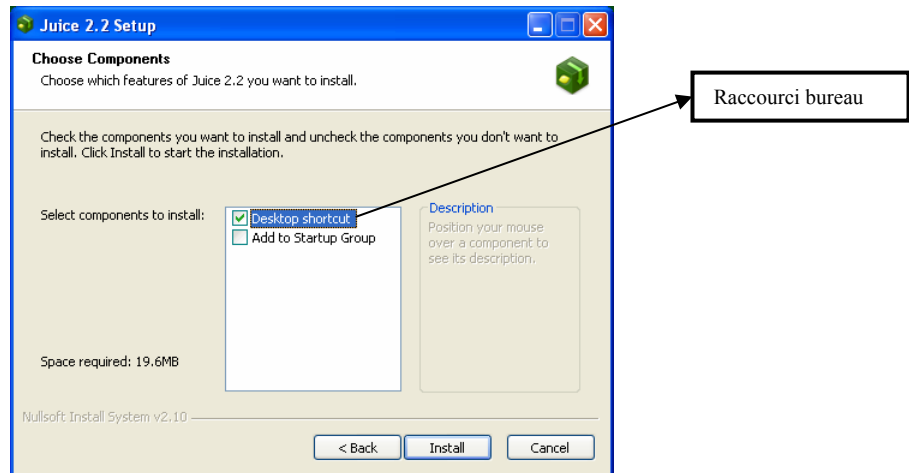 Juice 2.2 Setup
Choose Components
Choose which features of Juice 2.2 you want to install.
Raccourci bureau
Check the components you want to install and uncheck the components you don't want to
install. Click Install to start the installation.
Select components to install:
Desktop shortcut
Add to Startup Group
Description
Position your mouse
over a component to
see its description.
Space required: 19.6MB
Nullsoft Install System v2.10
< Back
Install
Cancel